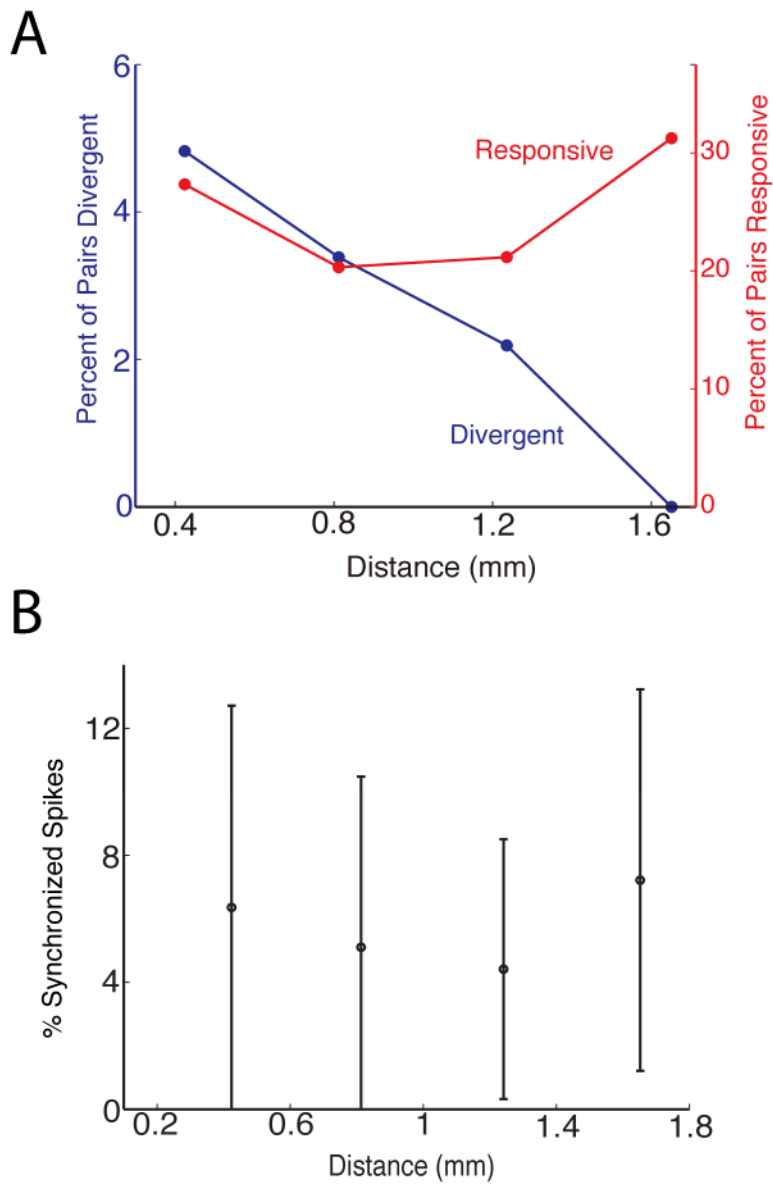 A
Percent of Pairs Divergent
6
4
2
0
Responsive
Divergent
30
20
10
0
Percent of Pairs Responsive
0.4 0.8 1.2 1.6
Distance (mm)
B
% Synchronized Spikes
12
8
4
0
0.2 0.6 1 1.4 1.8
Distance (mm)